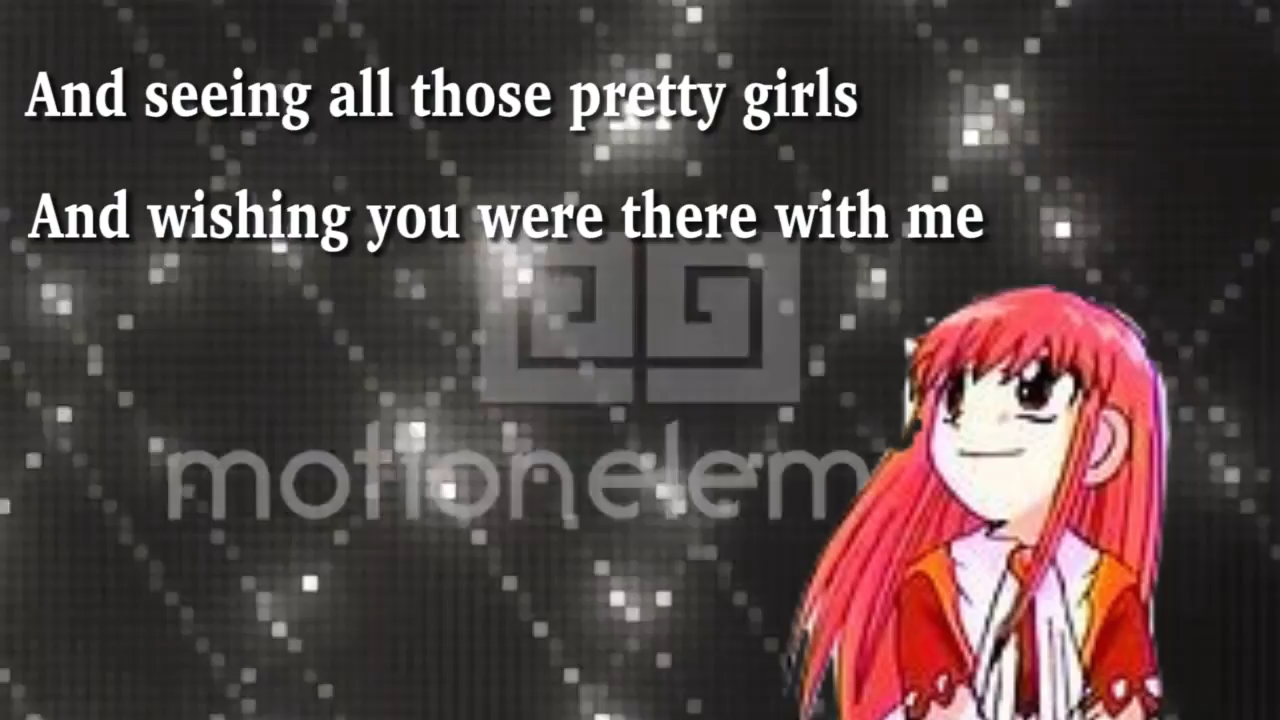 And seeing all those pretty girls
And wishing you were there with me
motionelem